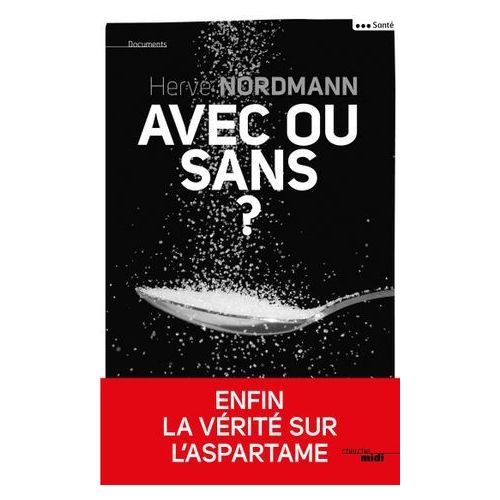 Documents
Santé
Hervé NORDMANN
AVEC OU
SANS
?
ENFIN
LA VÉRITÉ SUR
L'ASPARTAME
cherche
midi